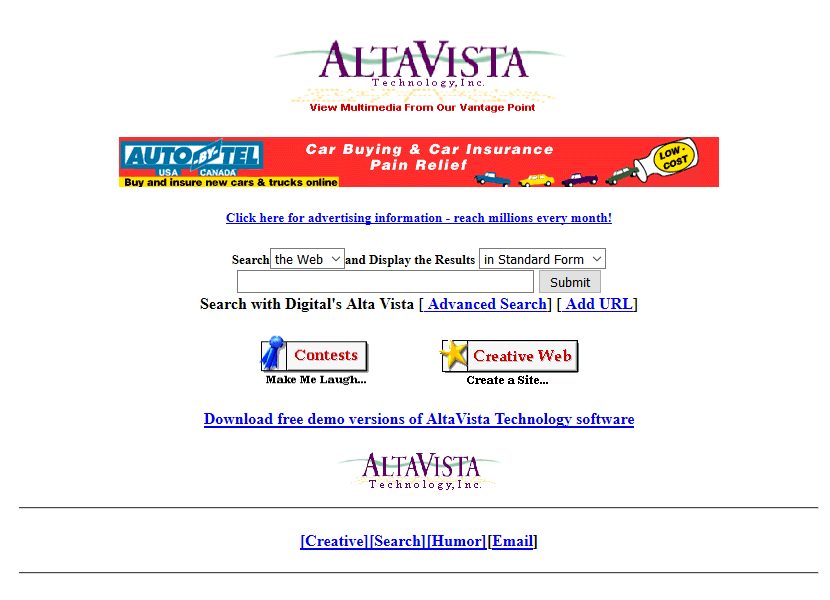 ALTAVISTA
Technology, Inc.
View Multimedia From Our Vantage Point
AUTO-BY-TEL
USA CANADA
Buy and insure new cars & trucks online
Car Buying & Car Insurance
Pain Relief
LOW-
COST
Click here for advertising information - reach millions every month!
Search the Web and Display the Results in Standard Form
Submit
Search with Digital's Alta Vista [ Advanced Search] [ Add URL]
Contests
Make Me Laugh...
Creative Web
Create a Site...
Download free demo versions of AltaVista Technology software
ALTAVISTA
Technology, Inc.
[Creative][Search][Humor][Email]